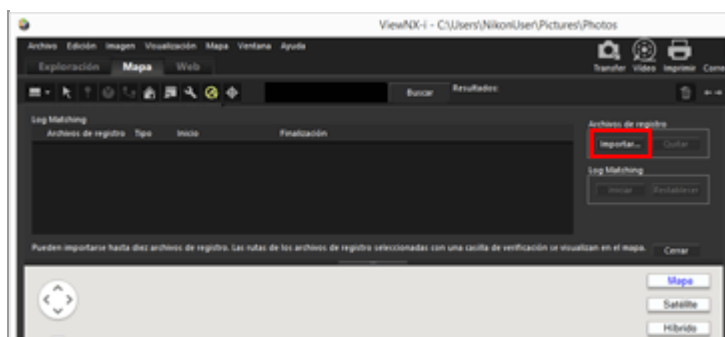 ViewNX-i - C:\Users\NikonUser\Pictures\Photos
Archivo Edición Imagen Visualización Mapa Ventana Ayuda
Exploración Mapa Web
Transfer Vídeo Imprimir Corre
Buscar Resultados:
Log Matching
Archivos de registro Tipo Inicio Finalización
Archivos de registro
Importar... Quitar
Log Matching
Iniciar Restablecer
Pueden importarse hasta diez archivos de registro. Las rutas de los archivos de registro seleccionadas con una casilla de verificación se visualizan en el mapa.
Cerrar
Mapa
Satélite
Híbrido